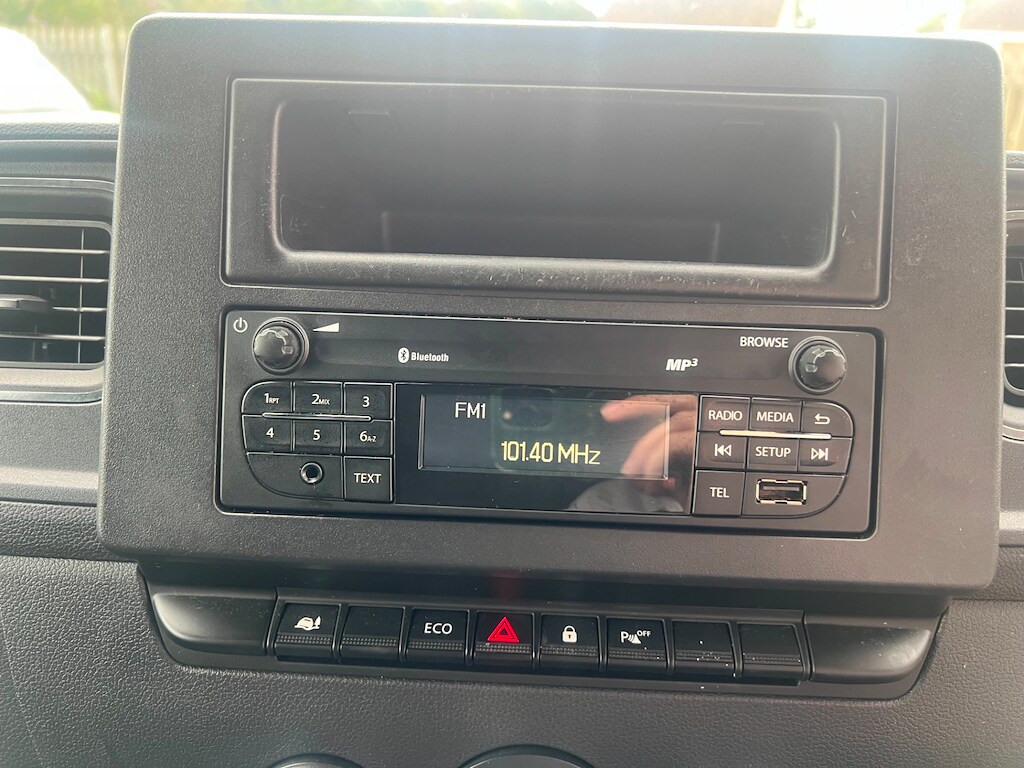 BROWSE
Bluetooth
MP3
1RPT 2MIX 3
FM1
RADIO MEDIA
4 5 6A-Z
101.40 MHz
SETUP
TEXT
TEL
ECO
P OFF